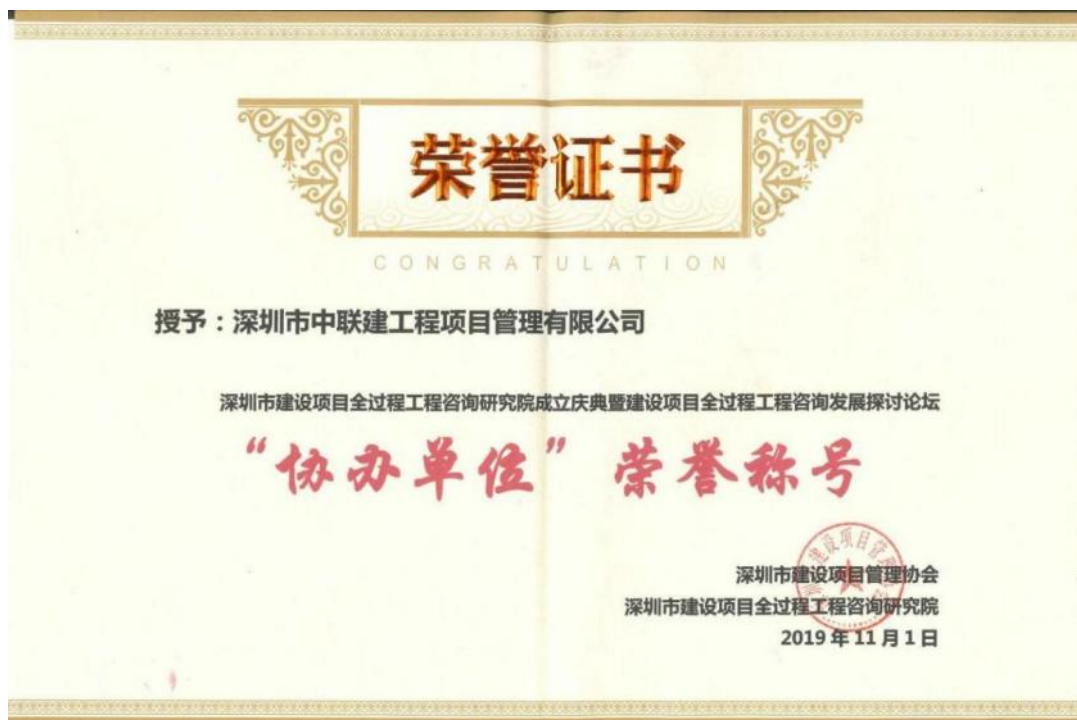 荣誉证书
CONGRATULATION
授予：深圳市中联建工程项目管理有限公司
深圳市建设项目全过程工程咨询研究院成立庆典暨建设项目全过程工程咨询发展探讨论坛
“协办单位”荣誉称号
深圳市建设项目管理协会
深圳市建设项目全过程工程咨询研究院
2019年11月1日